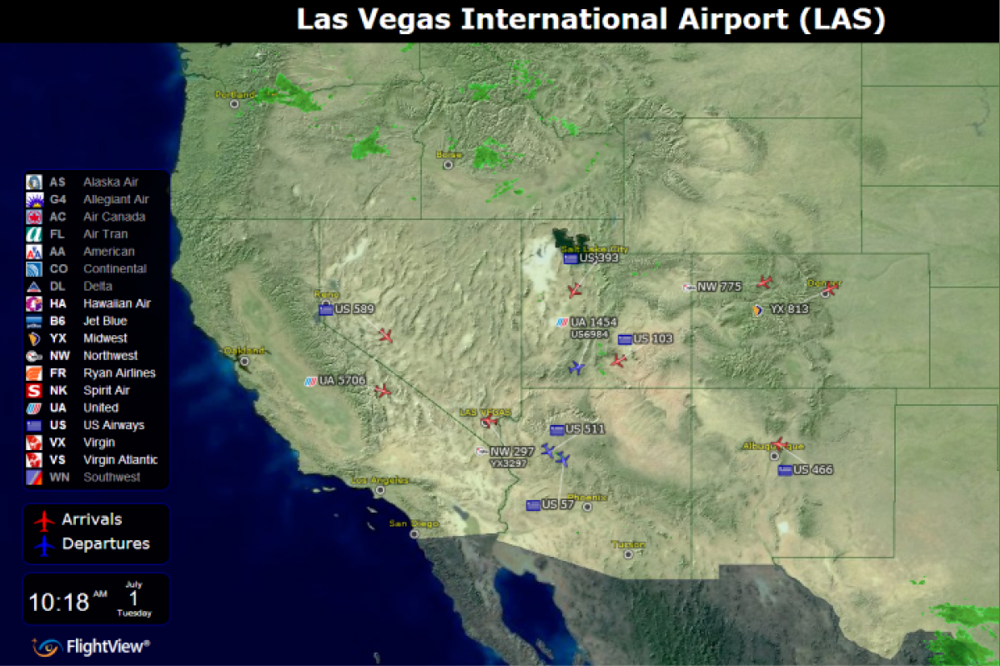 Las Vegas International Airport (LAS)
Portland
Boise
AS Alaska Air
G4 Allegiant Air
AC Air Canada
FL Air Tran
AA American
CO Continental
DL Delta
HA Hawaiian Air
B6 Jet Blue
YX Midwest
NW Northwest
FR Ryan Airlines
NK Spirit Air
UA United
US US Airways
VX Virgin
VS Virgin Atlantic
WN Southwest
Salt Lake City
US 393
NW 775
Denver
Reno
US 589
YX 813
UA 1454
US6984
US 103
Oakland
UA 5706
LAS VEGAS
US 511
NW 297
YX3297
Albuquerque
US 466
Los Angeles
US 57
Phoenix
San Diego
Tucson
Arrivals
Departures
10:18 AM
July
1
Tuesday
FlightView®